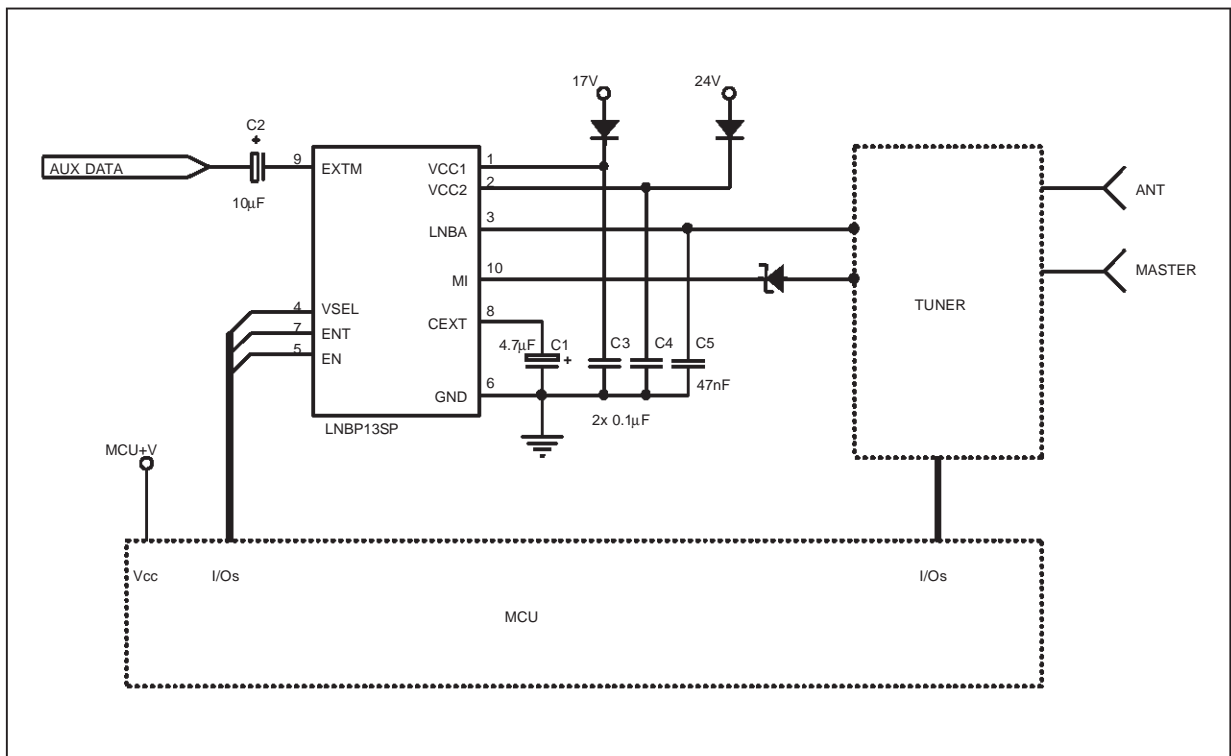 17V
24V
C2
+
AUX DATA
10µF
9
EXTM
VCC1
1
VCC2
2
LNBA
3
MI
10
4
VSEL
7
ENT
5
EN
CEXT
8
4.7µF
C1
+
C3
C4
C5
47nF
GND
6
2x 0.1µF
LNBP13SP
ANT
MASTER
TUNER
MCU+V
Vcc
I/Os
I/Os
MCU